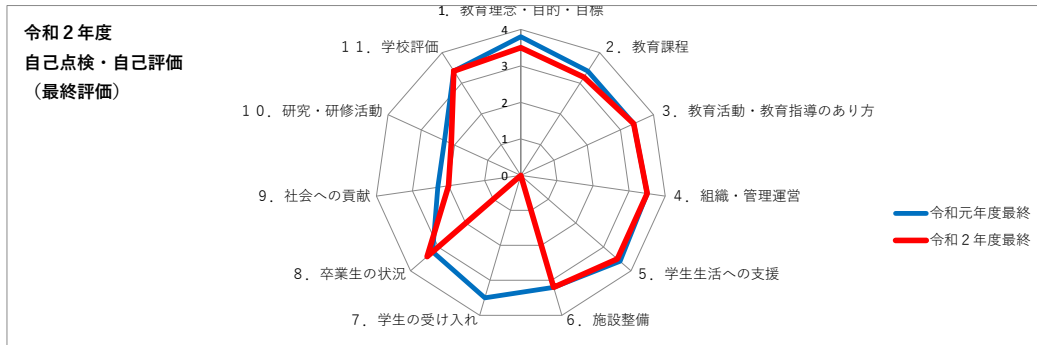 令和２年度
自己点検・自己評価
（最終評価）
1．教育理念・目的・目標
２．教育課程
３．教育活動・教育指導のあり方
４．組織・管理運営
５．学生生活への支援
６．施設整備
７．学生の受け入れ
８．卒業生の状況
９．社会への貢献
１０．研究・研修活動
１１．学校評価
4
3
2
1
0
令和元年度最終
令和２年度最終